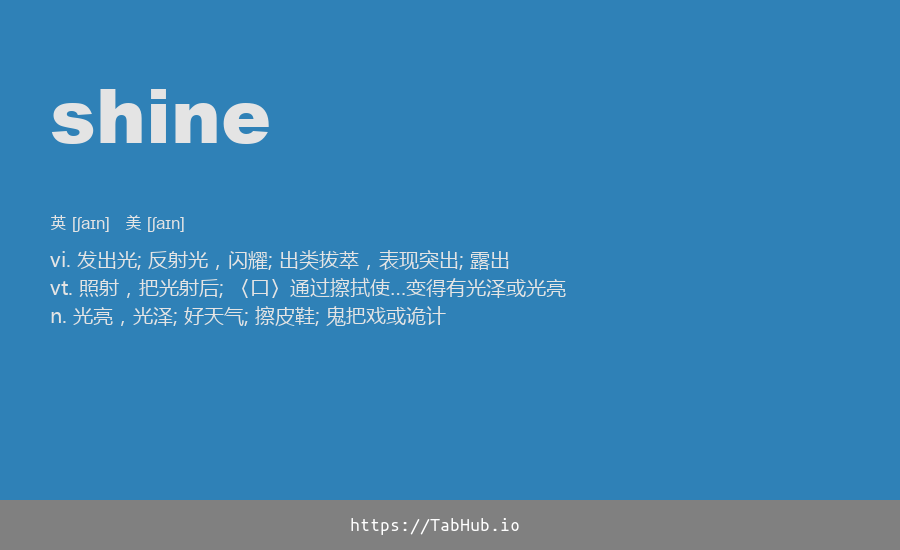 shine
英 [ʃaɪn] 美 [ʃaɪn]
vi. 发出光; 反射光，闪耀; 出类拔萃，表现突出; 露出
vt. 照射，把光射后; 〈口〉通过擦拭使…变得有光泽或光亮
n. 光亮，光泽; 好天气; 擦皮鞋; 鬼把戏或诡计
https://TabHub.io